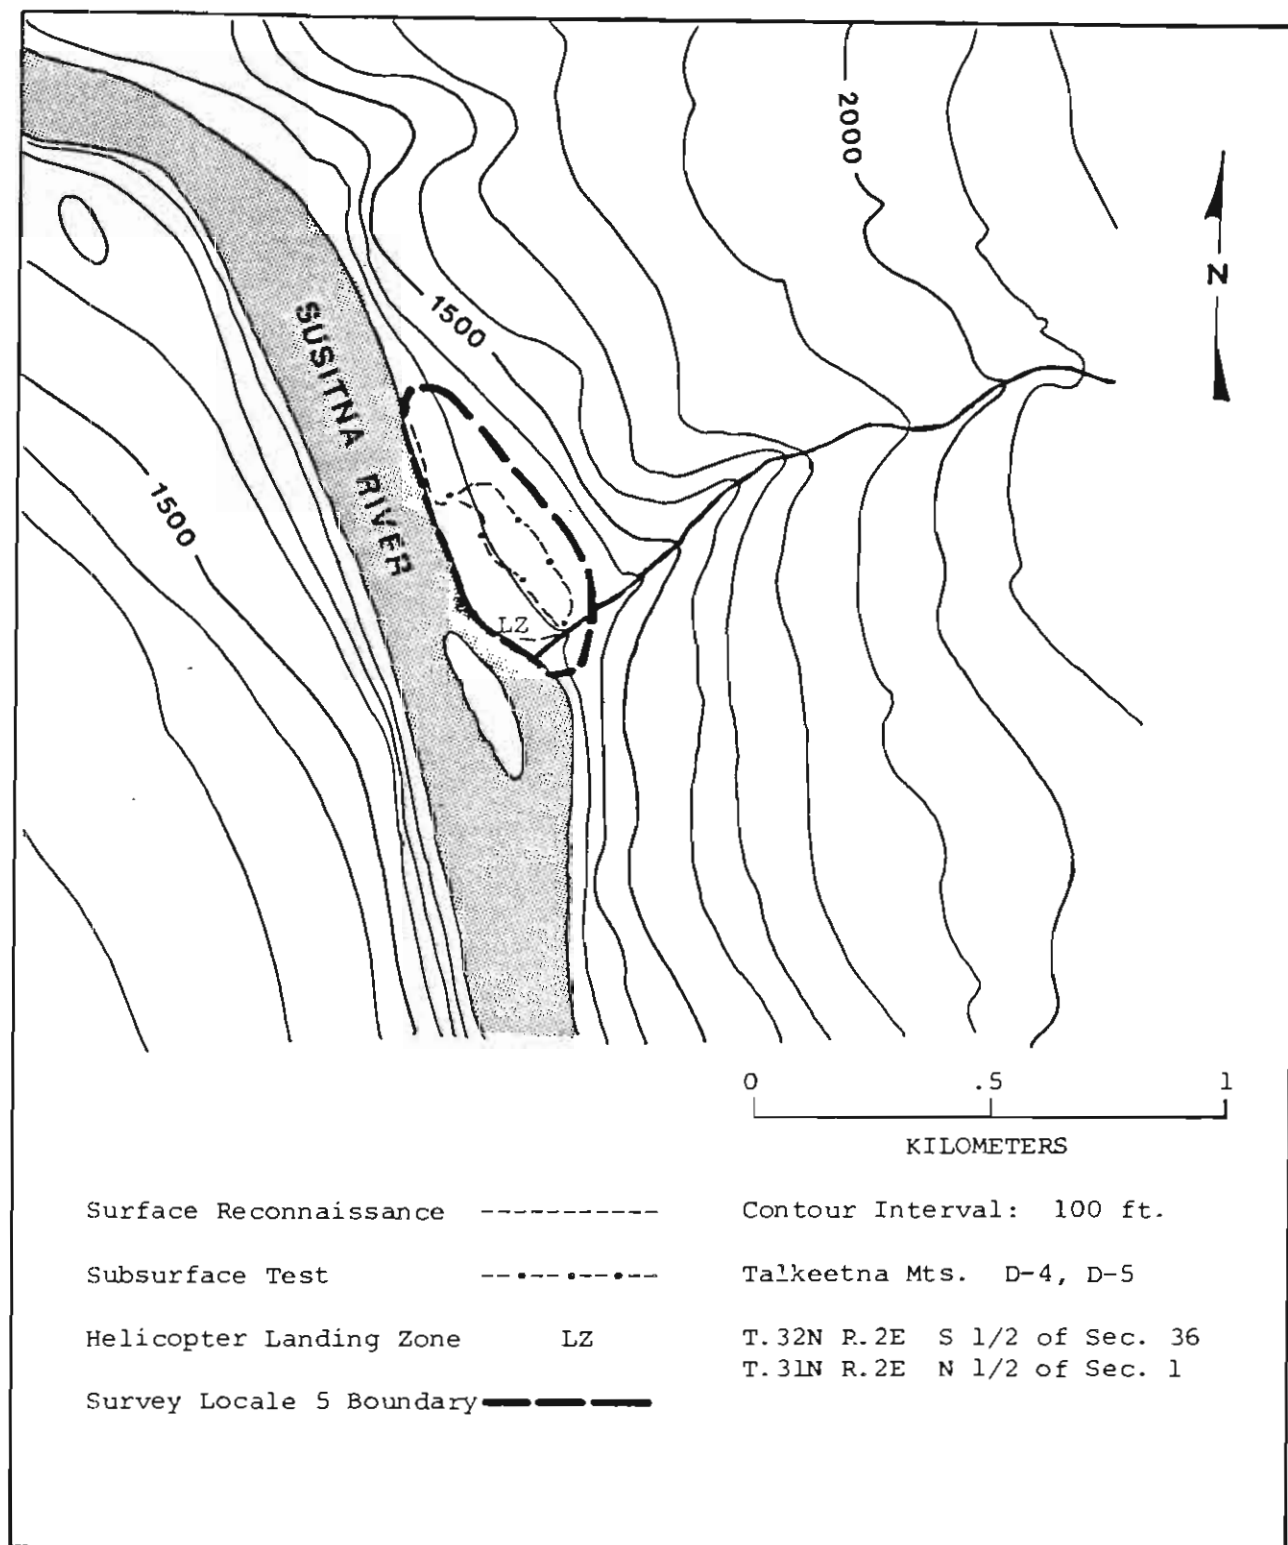 2000
N
1500
SUSITNA RIVER
1500
LZ
0 .5 1
KILOMETERS
Surface Reconnaissance
Contour Interval: 100 ft.
Subsurface Test
Talkeetna Mts. D-4, D-5
Helicopter Landing Zone LZ
T.32N R.2E S 1/2 of Sec. 36
T.31N R.2E N 1/2 of Sec. 1
Survey Locale 5 Boundary